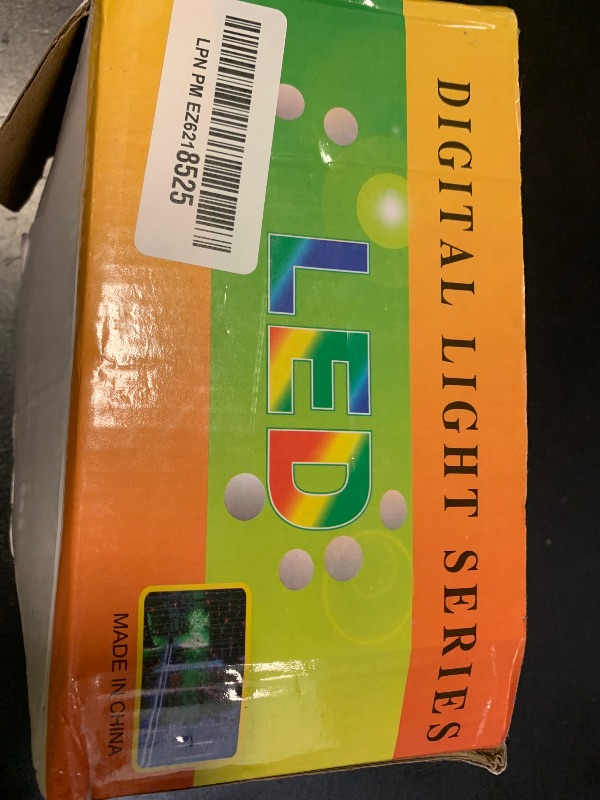 DIGITAL LIGHT SERIES
LED
LPN PM EZ6218525
MADE IN CHINA